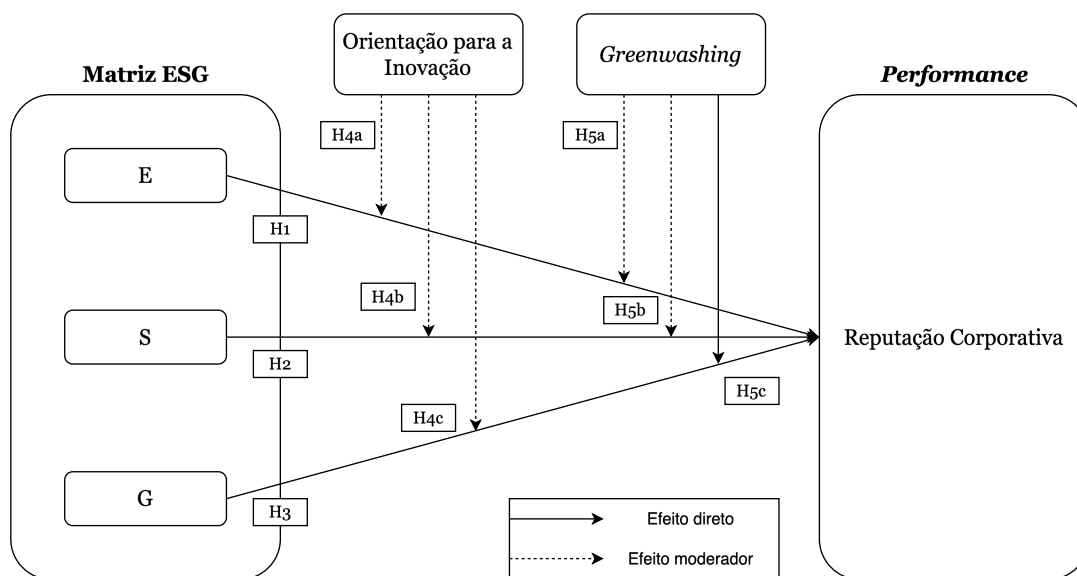 Orientação para a
Inovação
Greenwashing
Matriz ESG
Performance
H4a
H5a
E
H1
H4b
H5b
S
H2
Reputação Corporativa
H5c
H4c
G
H3
Efeito direto
Efeito moderador